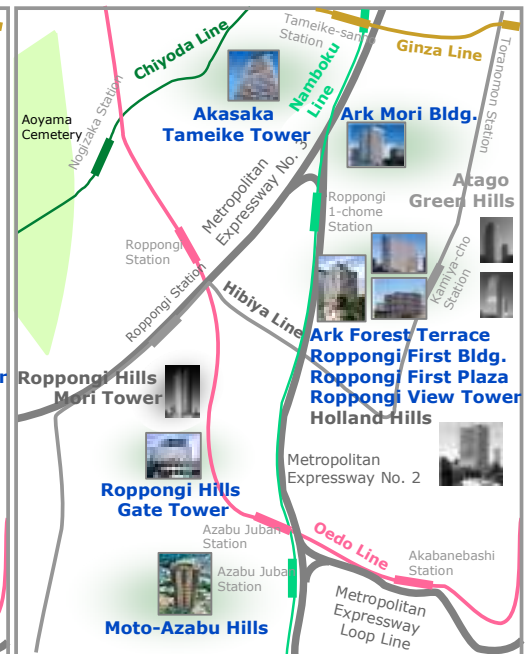 Tameike-sanno
Station
Ginza Line
Chiyoda Line
Namboku
Line
Toranomon Station
Akasaka
Tameike Tower
Ark Mori Bldg.
Aoyama
Cemetery
Nogizaka Station
Metropolitan
Expressway No. 3
Atago
Green Hills
Roppongi
1-chome
Station
Roppongi
Station
Kamiya-cho
Station
Roppongi Station
Hibiya Line
Ark Forest Terrace
Roppongi First Bldg.
Roppongi First Plaza
Roppongi View Tower
Holland Hills
Roppongi Hills
Mori Tower
Metropolitan
Expressway No. 2
Roppongi Hills
Gate Tower
Azabu Juban
Station
Oedo Line
Akabanebashi
Station
Azabu Juban
Station
Metropolitan
Expressway
Loop Line
Moto-Azabu Hills